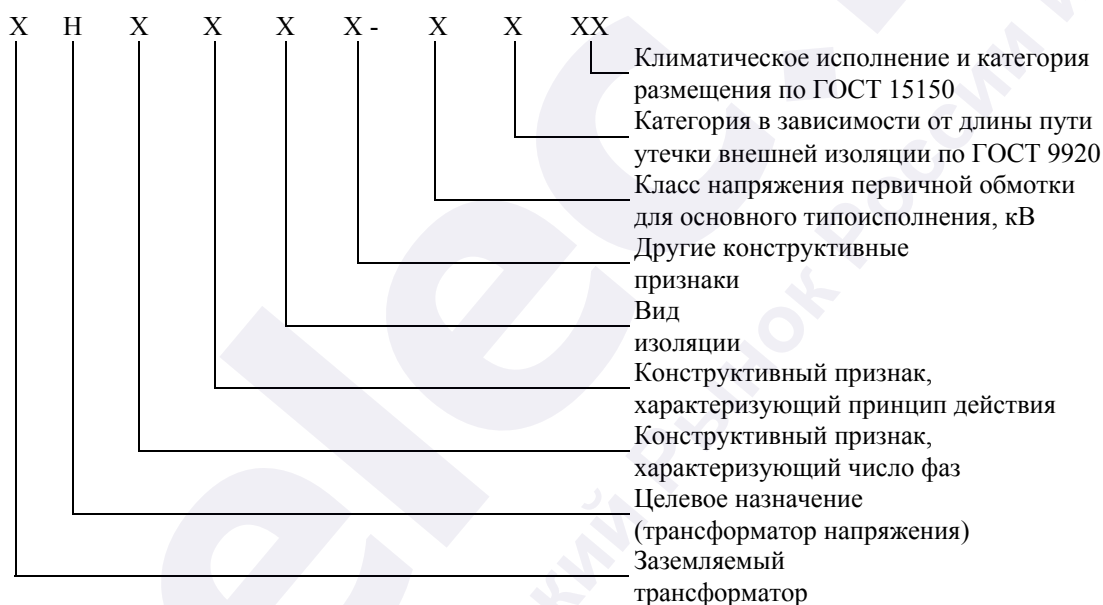 X Н X X X X - X X XX
Климатическое исполнение и категория
размещения по ГОСТ 15150
Категория в зависимости от длины пути
утечки внешней изоляции по ГОСТ 9920
Класс напряжения первичной обмотки
для основного типоисполнения, кВ
Другие конструктивные
признаки
Вид
изоляции
Конструктивный признак,
характеризующий принцип действия
Конструктивный признак,
характеризующий число фаз
Целевое назначение
(трансформатор напряжения)
Заземляемый
трансформатор